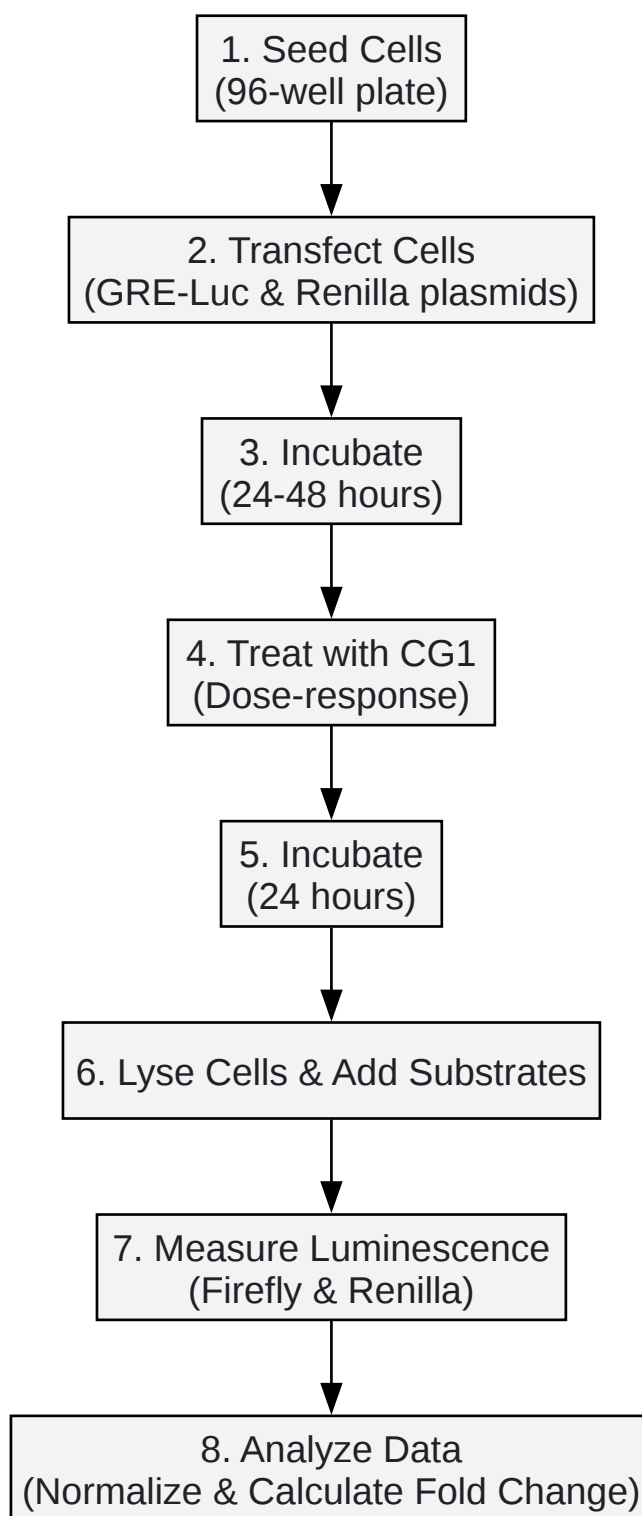 1. Seed Cells
(96-well plate)
2. Transfect Cells
(GRE-Luc & Renilla plasmids)
3. Incubate
(24-48 hours)
4. Treat with CG1
(Dose-response)
5. Incubate
(24 hours)
6. Lyse Cells & Add Substrates
7. Measure Luminescence
(Firefly & Renilla)
8. Analyze Data
(Normalize & Calculate Fold Change)